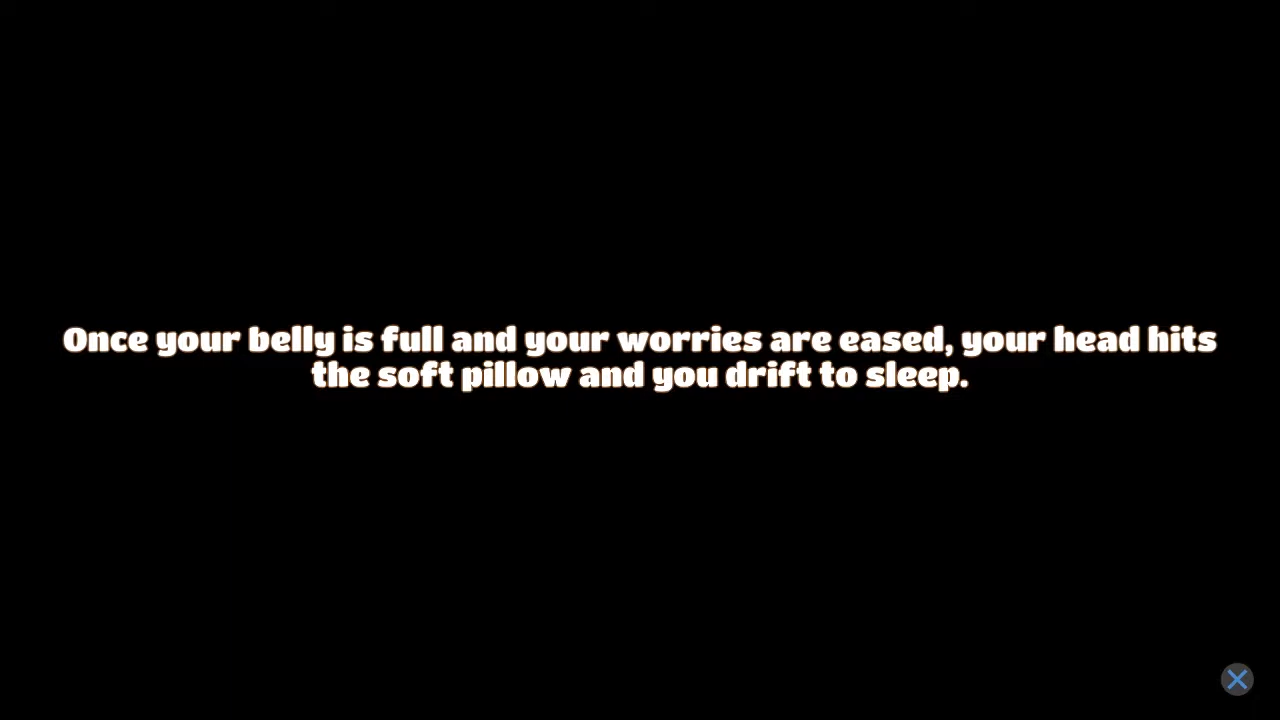 Once your belly is full and your worries are eased, your head hits
the soft pillow and you drift to sleep.